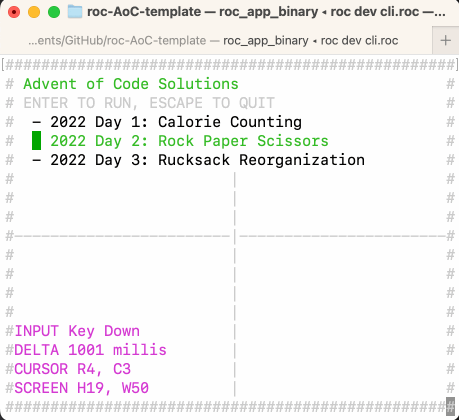 roc-AoC-template — roc_app_binary ◂ roc dev cli.roc —...
...ents/GitHub/roc-AoC-template — roc_app_binary ◂ roc dev cli.roc +
[##################################################]
# Advent of Code Solutions #
# ENTER TO RUN, ESCAPE TO QUIT #
# - 2022 Day 1: Calorie Counting #
# 2022 Day 2: Rock Paper Scissors #
# - 2022 Day 3: Rucksack Reorganization #
# | #
# | #
# | #
#------------------------|-----------------------#
# | #
# | #
# | #
# | #
#INPUT Key Down | #
#DELTA 1001 millis | #
#CURSOR R4, C3 | #
#SCREEN H19, W50 | #
##################################################